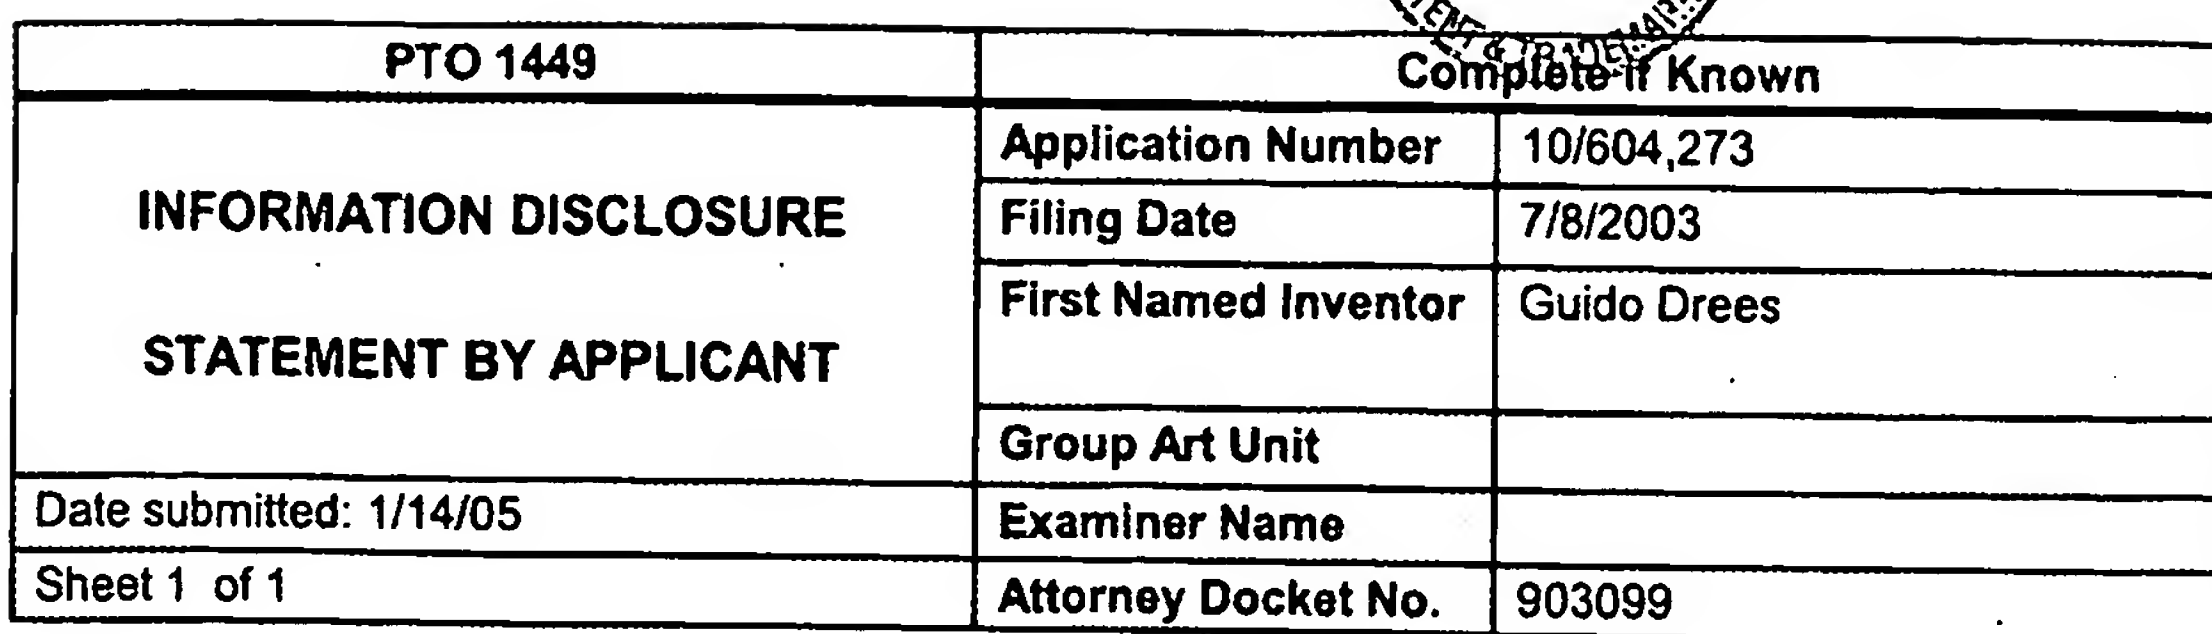 PTO 1449
Complete if Known
INFORMATION DISCLOSURE
STATEMENT BY APPLICANT
Application Number 10/604,273
Filing Date 7/8/2003
First Named Inventor Guido Drees
Group Art Unit
Date submitted: 1/14/05
Examiner Name
Sheet 1 of 1
Attorney Docket No. 903099